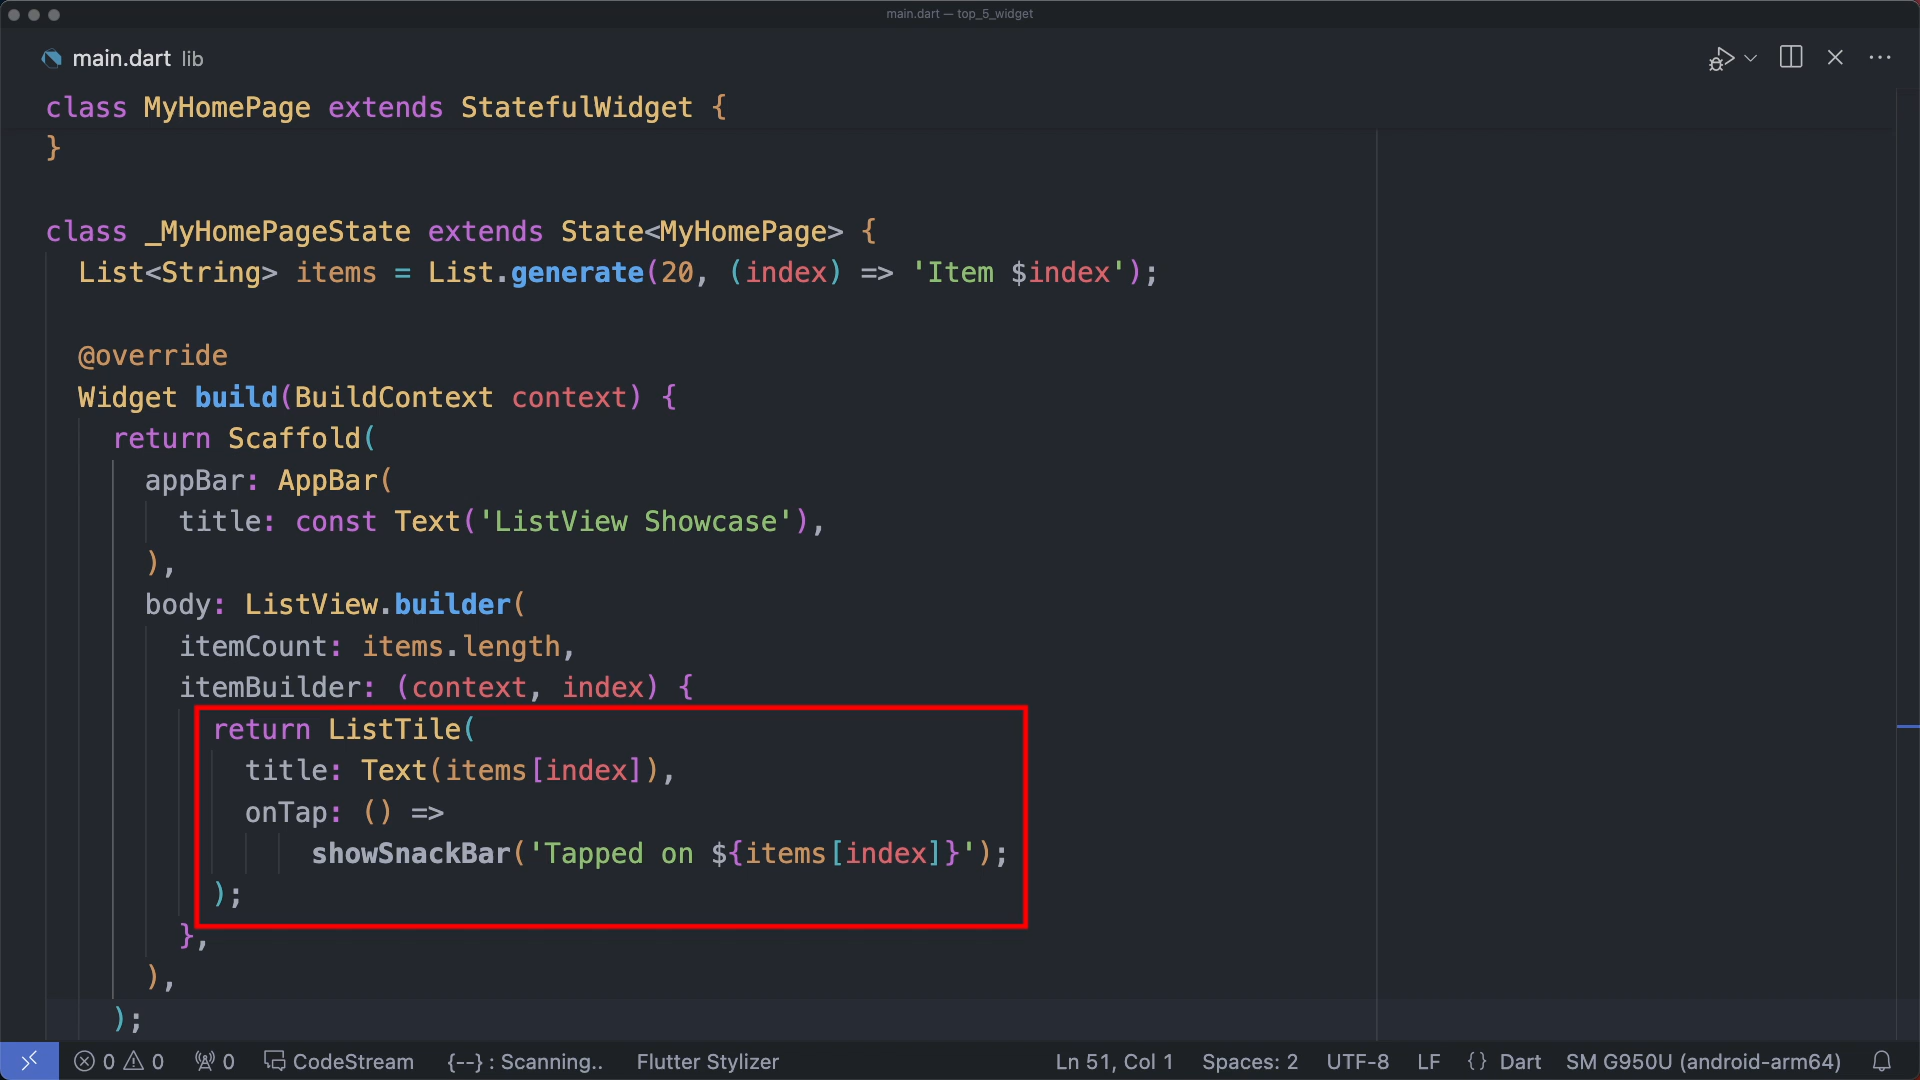 main.dart — top_5_widget
main.dart lib
class MyHomePage extends StatefulWidget {
}
class _MyHomePageState extends State<MyHomePage> {
List<String> items = List.generate(20, (index) => 'Item $index');
@override
Widget build(BuildContext context) {
return Scaffold(
appBar: AppBar(
title: const Text('ListView Showcase'),
),
body: ListView.builder(
itemCount: items.length,
itemBuilder: (context, index) {
return ListTile(
title: Text(items[index]),
onTap: () =>
showSnackBar('Tapped on ${items[index]}');
);
},
),
);
0 0 0 CodeStream {--} : Scanning.. Flutter Stylizer Ln 51, Col 1 Spaces: 2 UTF-8 LF {} Dart SM G950U (android-arm64)